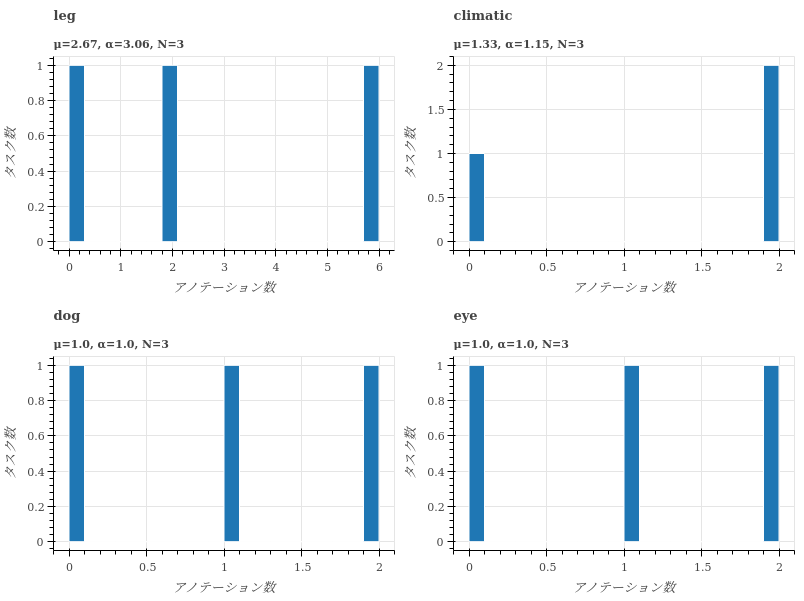 leg
μ=2.67, α=3.06, N=3
タスク数
1
0.8
0.6
0.4
0.2
0
0 1 2 3 4 5 6
アノテーション数
climatic
μ=1.33, α=1.15, N=3
タスク数
2
1.5
1
0.5
0
0 0.5 1 1.5 2
アノテーション数
dog
μ=1.0, α=1.0, N=3
タスク数
1
0.8
0.6
0.4
0.2
0
0 0.5 1 1.5 2
アノテーション数
eye
μ=1.0, α=1.0, N=3
タスク数
1
0.8
0.6
0.4
0.2
0
0 0.5 1 1.5 2
アノテーション数